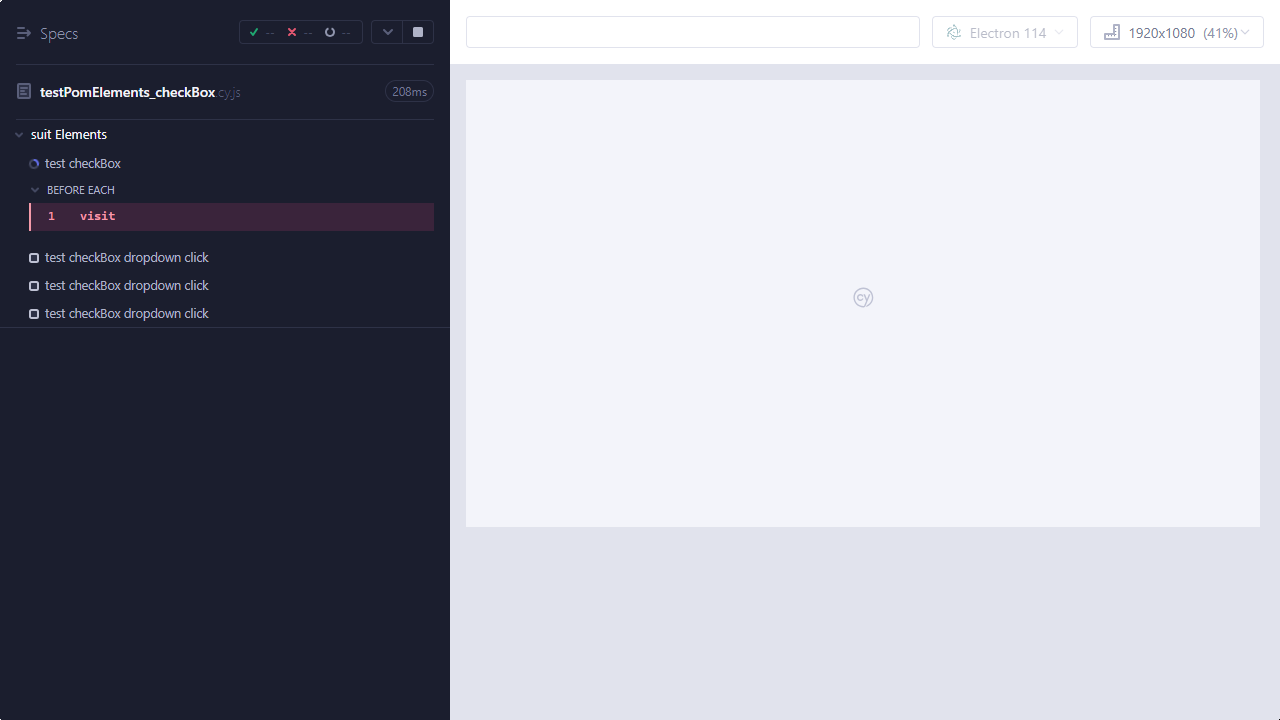 Specs
-- -- --
testPomElements_checkBox.cy.js 208ms
suit Elements
test checkBox
BEFORE EACH
1 visit
test checkBox dropdown click
test checkBox dropdown click
test checkBox dropdown click
Electron 114
1920x1080 (41%)
cy